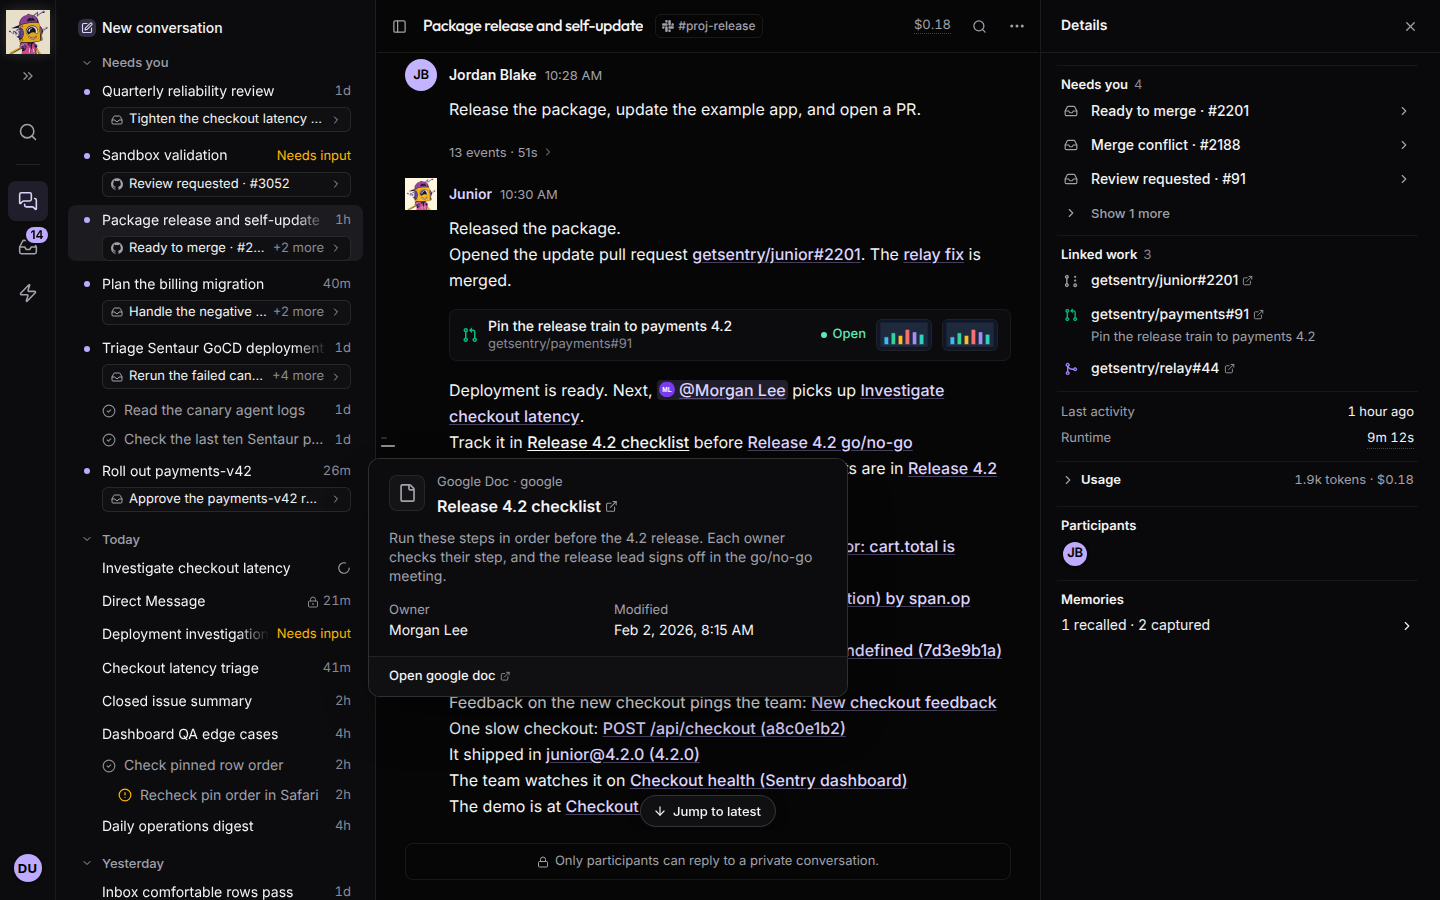 New conversation
Needs you
Quarterly reliability review 1d
Tighten the checkout latency ...
Sandbox validation Needs input
Review requested · #3052
Package release and self-update 1h
Ready to merge · #2... +2 more
14
Plan the billing migration 40m
Handle the negative ... +2 more
Triage Sentaur GoCD deployment 1d
Rerun the failed can... +4 more
Read the canary agent logs 1d
Check the last ten Sentaur p... 1d
Roll out payments-v42 26m
Approve the payments-v42 r...
Today
Investigate checkout latency
Direct Message 21m
Deployment investigation Needs input
Checkout latency triage 41m
Closed issue summary 2h
Dashboard QA edge cases 4h
Check pinned row order 2h
Recheck pin order in Safari 2h
Daily operations digest 4h
Yesterday
Inbox comfortable rows pass 1d
DU
Package release and self-update #proj-release $0.18
JB Jordan Blake 10:28 AM
Release the package, update the example app, and open a PR.
13 events · 51s
Junior 10:30 AM
Released the package.
Opened the update pull request getsentry/junior#2201. The relay fix is
merged.
Pin the release train to payments 4.2
getsentry/payments#91
Open
Deployment is ready. Next, ML @Morgan Lee picks up Investigate
checkout latency.
Track it in Release 4.2 checklist before Release 4.2 go/no-go
ts are in Release 4.2
Google Doc · google
Release 4.2 checklist
Run these steps in order before the 4.2 release. Each owner
checks their step, and the release lead signs off in the go/no-go
meeting.
Owner Modified
Morgan Lee Feb 2, 2026, 8:15 AM
Open google doc
or: cart.total is
tion) by span.op
ndefined (7d3e9b1a)
Feedback on the new checkout pings the team: New checkout feedback
One slow checkout: POST /api/checkout (a8c0e1b2)
It shipped in junior@4.2.0 (4.2.0)
The team watches it on Checkout health (Sentry dashboard)
The demo is at Checkout
Jump to latest
Only participants can reply to a private conversation.
Details
Needs you 4
Ready to merge · #2201
Merge conflict · #2188
Review requested · #91
Show 1 more
Linked work 3
getsentry/junior#2201
getsentry/payments#91
Pin the release train to payments 4.2
getsentry/relay#44
Last activity 1 hour ago
Runtime 9m 12s
Usage 1.9k tokens · $0.18
Participants
JB
Memories
1 recalled · 2 captured